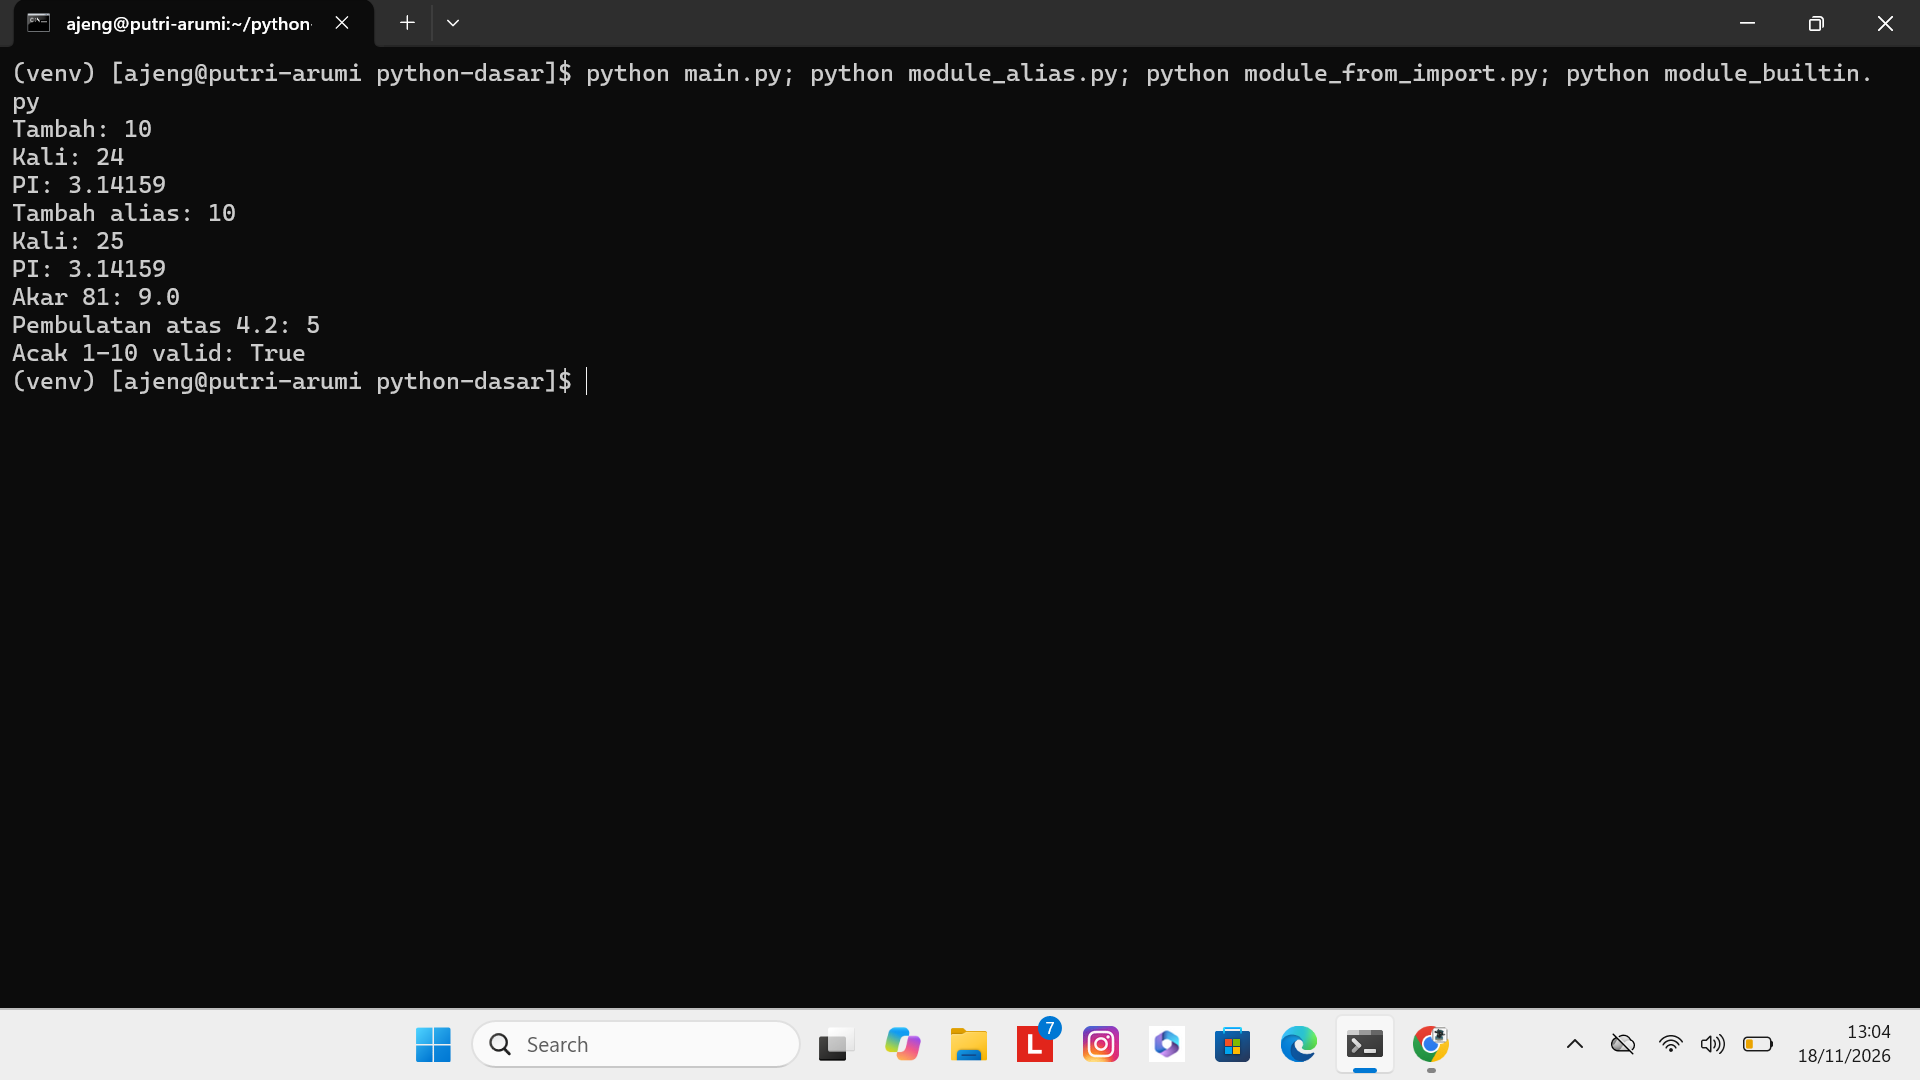 ajeng@putri-arumi:~/python-
(venv) [ajeng@putri-arumi python-dasar]$ python main.py; python module_alias.py; python module_from_import.py; python module_builtin.
py
Tambah: 10
Kali: 24
PI: 3.14159
Tambah alias: 10
Kali: 25
PI: 3.14159
Akar 81: 9.0
Pembulatan atas 4.2: 5
Acak 1-10 valid: True
(venv) [ajeng@putri-arumi python-dasar]$
Search
L
7
13:04
18/11/2026